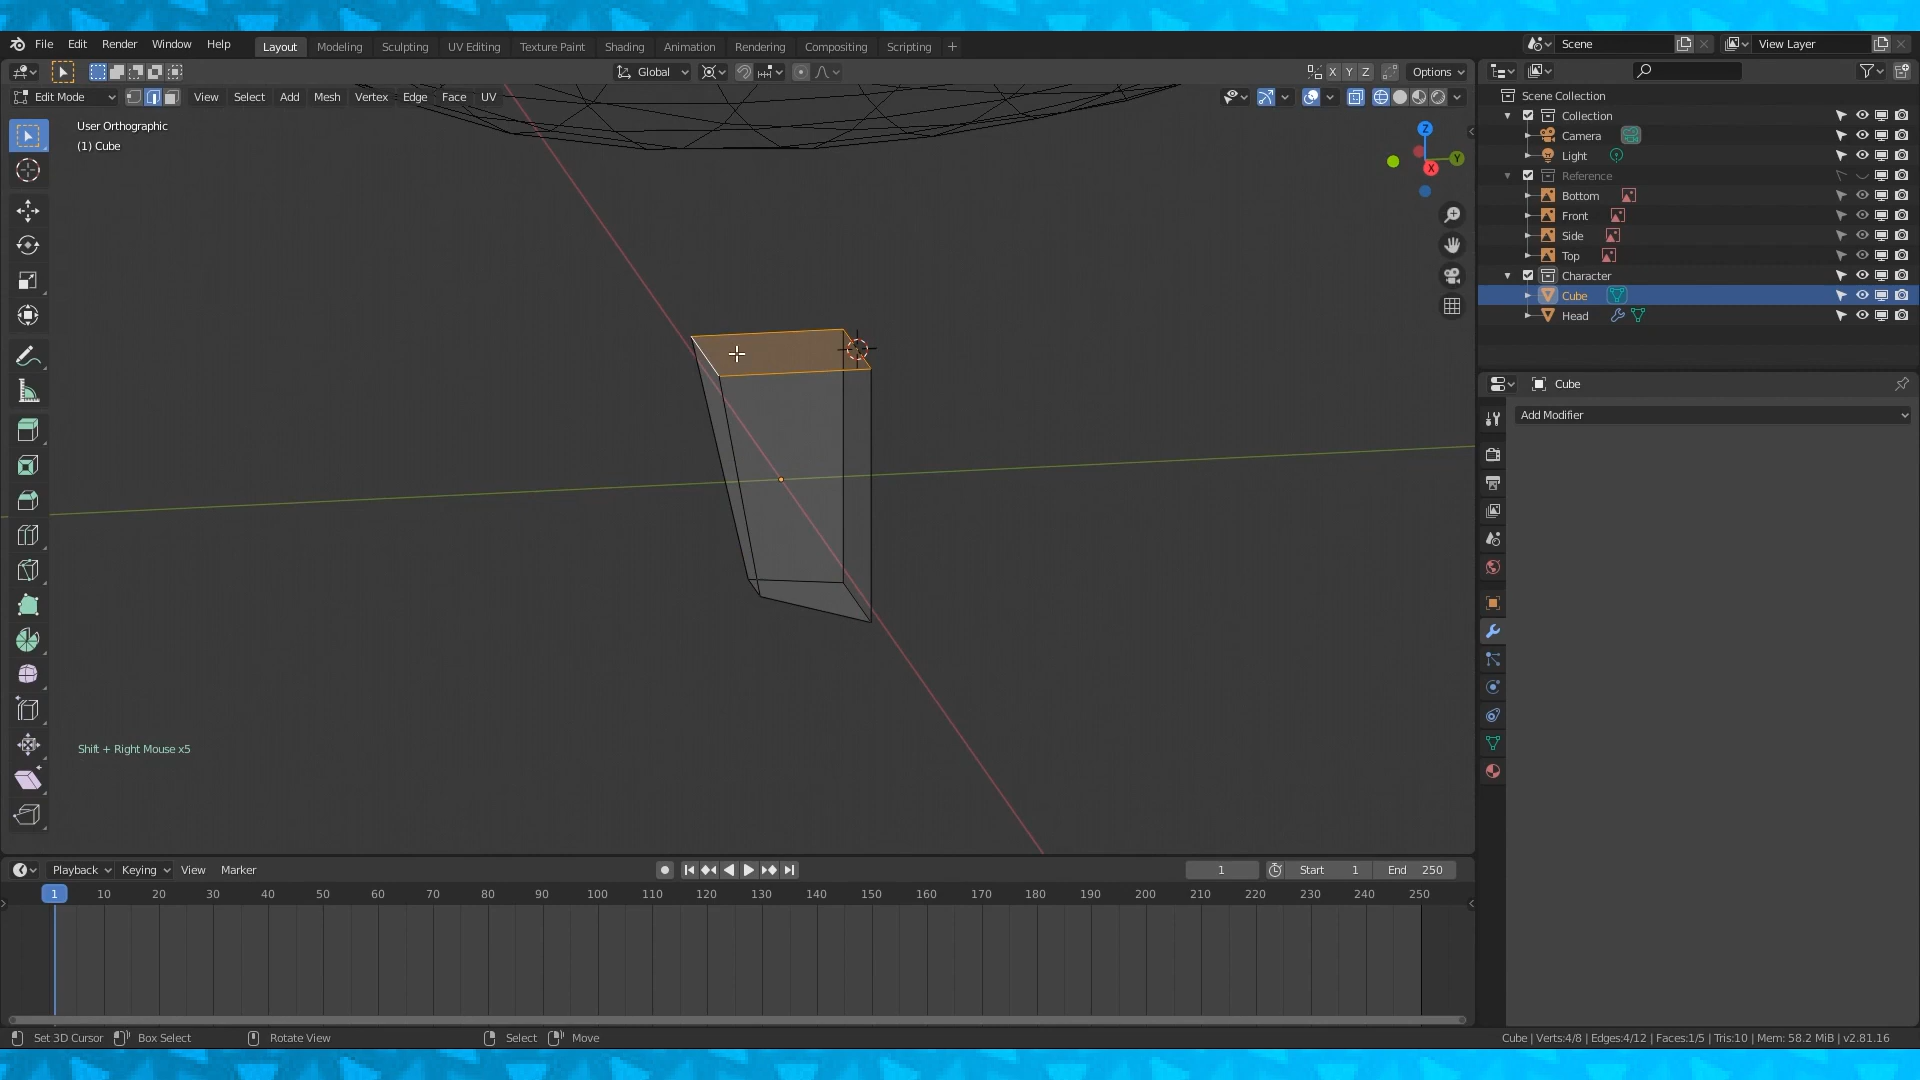 File Edit Render Window Help Layout Modeling Sculpting UV Editing Texture Paint Shading Animation Rendering Compositing Scripting + Scene View Layer
Global X Y Z Options
Edit Mode View Select Add Mesh Vertex Edge Face UV
User Orthographic
(1) Cube
Z
Y
X
Shift + Right Mouse x5
Scene Collection
Collection
Camera
Light
Reference
Bottom
Front
Side
Top
Character
Cube
Head
Cube
Add Modifier
Playback Keying View Marker 1 Start 1 End 250
1 10 20 30 40 50 60 70 80 90 100 110 120 130 140 150 160 170 180 190 200 210 220 230 240 250
Set 3D Cursor Box Select Rotate View Select Move Cube | Verts:4/8 | Edges:4/12 | Faces:1/5 | Tris:10 | Mem: 58.2 MiB | v2.81.16